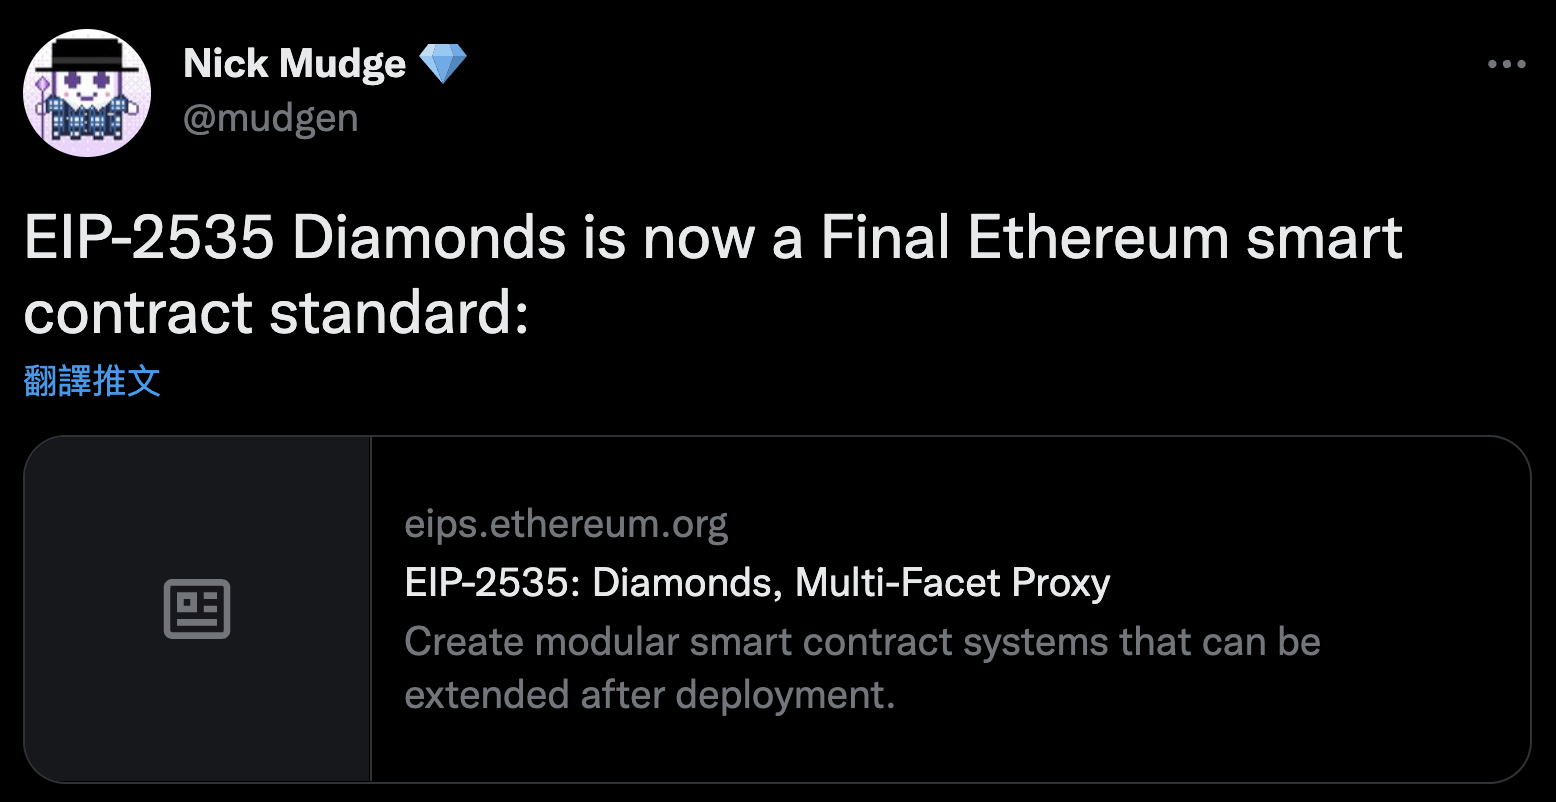 Nick Mudge 💎
@mudgen
EIP-2535 Diamonds is now a Final Ethereum smart
contract standard:
翻譯推文
eips.ethereum.org
EIP-2535: Diamonds, Multi-Facet Proxy
Create modular smart contract systems that can be
extended after deployment.